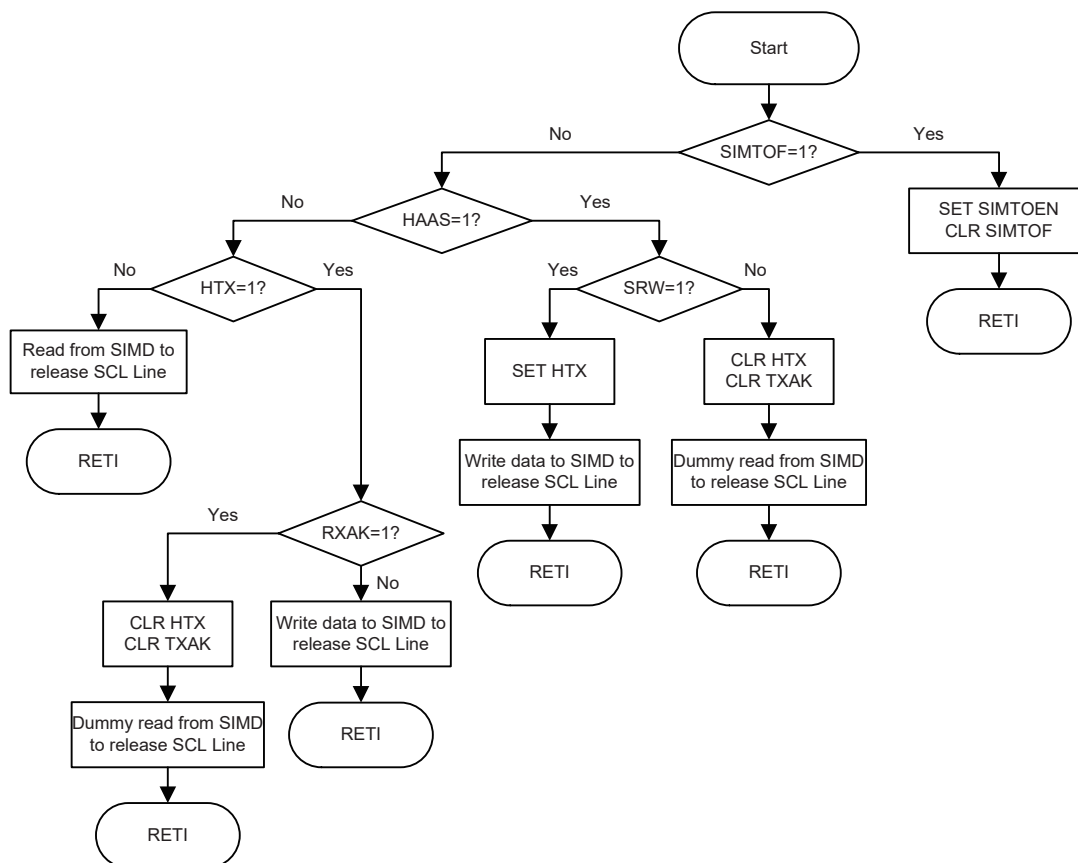 Start
No
Yes
SIMTOF=1?
No
Yes
HAAS=1?
SET SIMTOEN
CLR SIMTOF
No
Yes
HTX=1?
Yes
No
SRW=1?
RETI
Read from SIMD to
release SCL Line
SET HTX
CLR HTX
CLR TXAK
RETI
Write data to SIMD to
release SCL Line
Dummy read from SIMD
to release SCL Line
Yes
RXAK=1?
No
RETI
RETI
CLR HTX
CLR TXAK
Write data to SIMD to
release SCL Line
Dummy read from SIMD
to release SCL Line
RETI
RETI